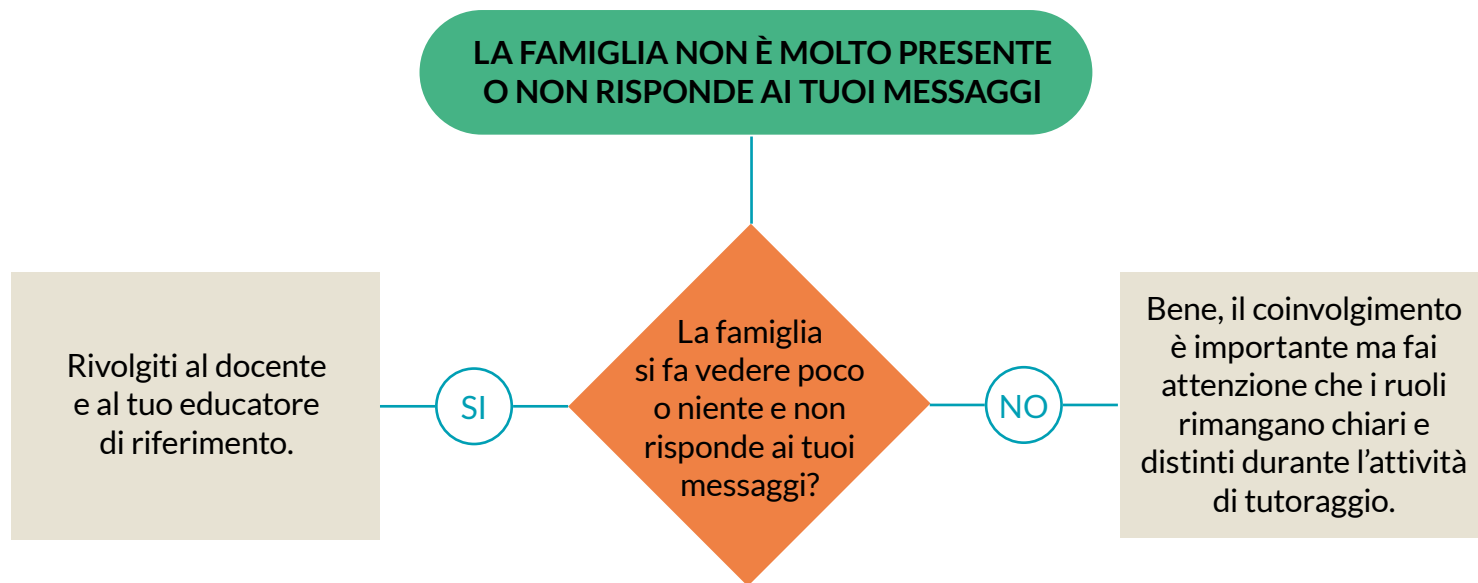 LA FAMIGLIA NON È MOLTO PRESENTE
O NON RISPONDE AI TUOI MESSAGGI
Rivolgiti al docente
e al tuo educatore
di riferimento.
SI
La famiglia
si fa vedere poco
o niente e non
risponde ai tuoi
messaggi?
NO
Bene, il coinvolgimento
è importante ma fai
attenzione che i ruoli
rimangano chiari e
distinti durante l’attività
di tutoraggio.